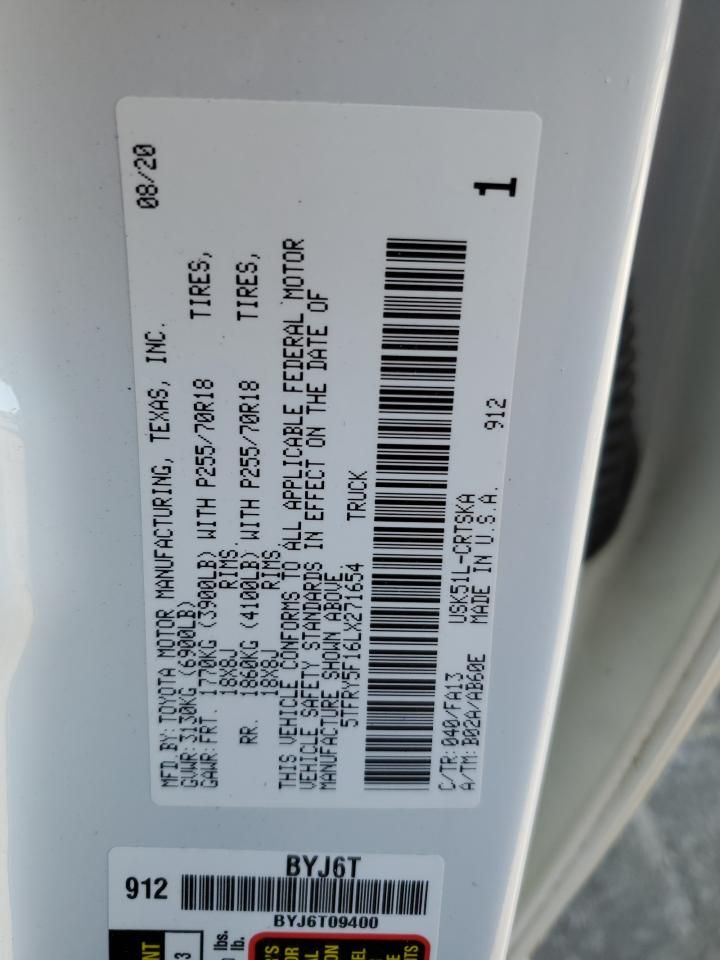 08/20
MFD BY: TOYOTA MOTOR MANUFACTURING, TEXAS, INC.
GVWR: 3130KG (6900LB)
GAWR: FRT. 1770KG (3900LB) WITH P255/70R18 TIRES,
18X8J RIMS.
RR. 1860KG (4100LB) WITH P255/70R18 TIRES,
18X8J RIMS.
THIS VEHICLE CONFORMS TO ALL APPLICABLE FEDERAL MOTOR
VEHICLE SAFETY STANDARDS IN EFFECT ON THE DATE OF
MANUFACTURE SHOWN ABOVE
5TFRY5F16LX271654 TRUCK
C/TR: 040/FA13 USK51L-CRTSKA 912
A/TM: B02A/AB60E MADE IN U.S.A.
1
BYJ6T
912
BYJ6T09400
lbs.
lb.